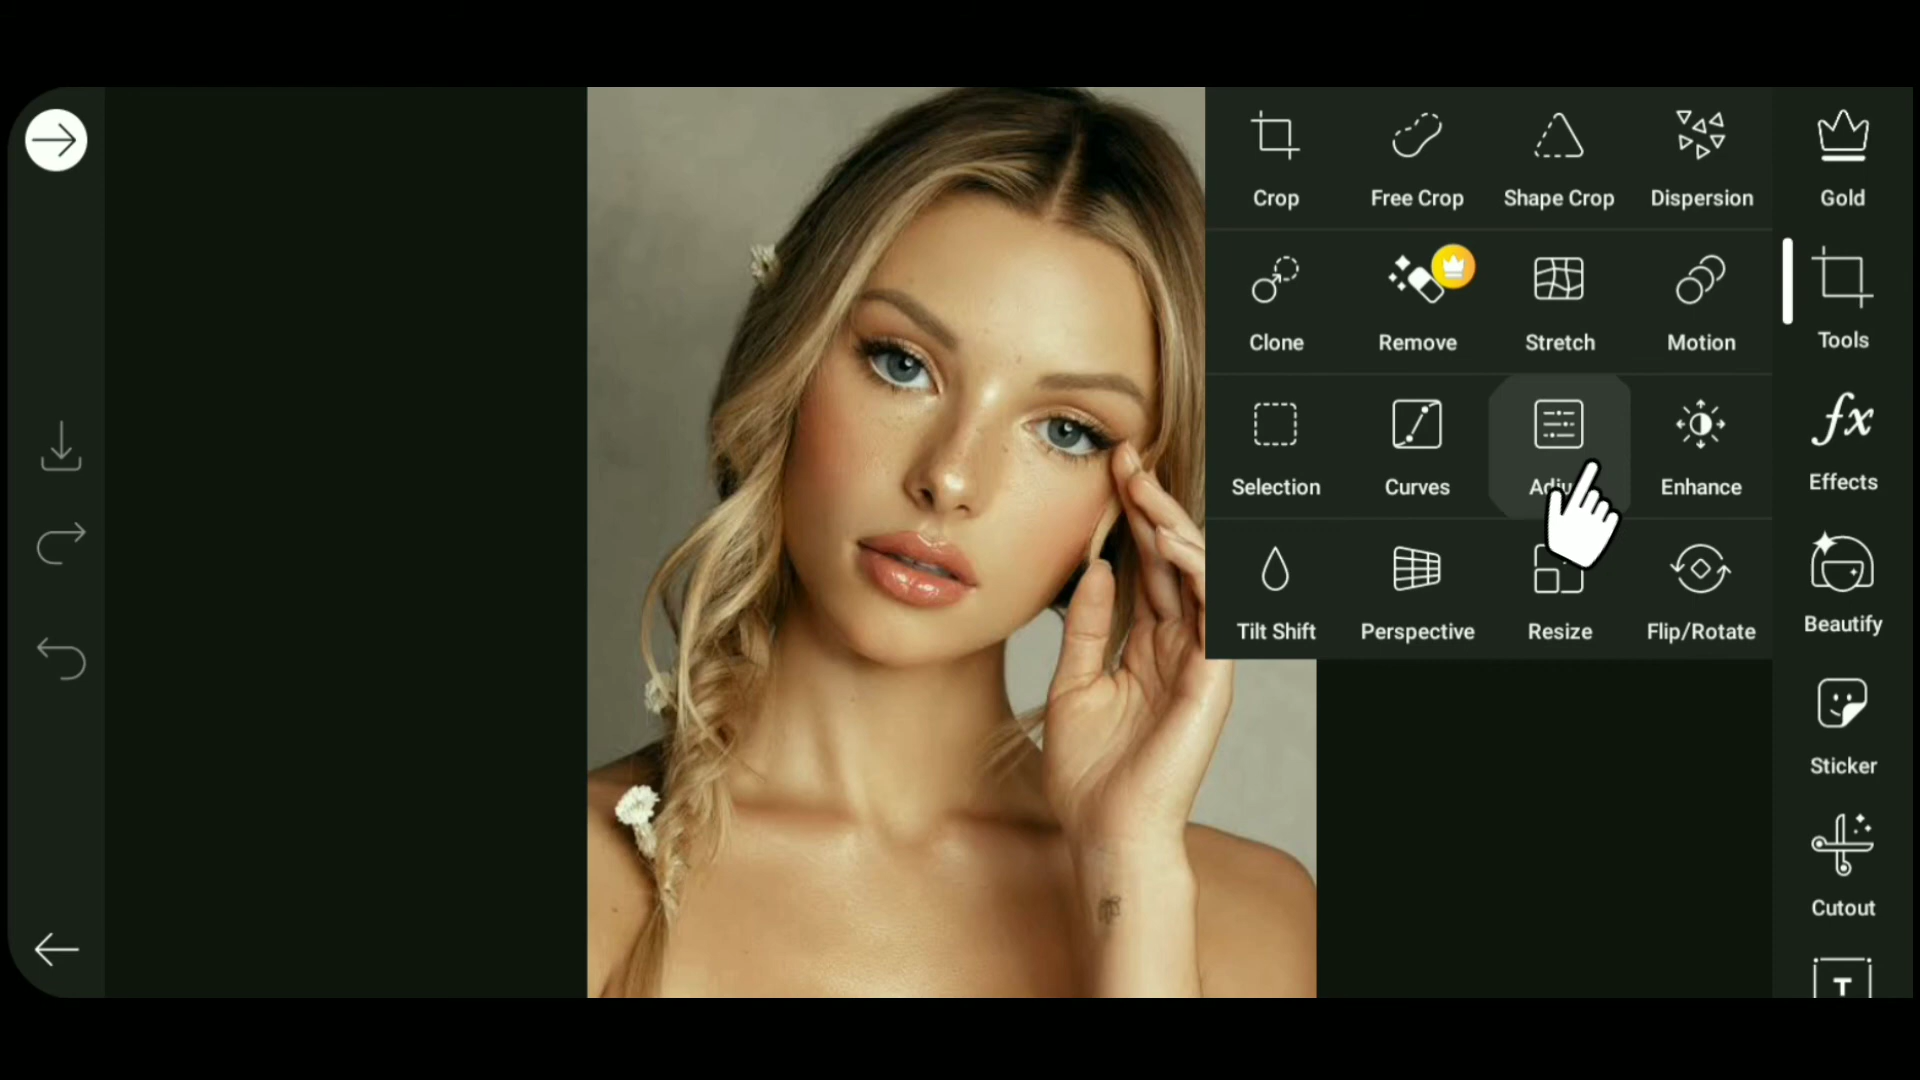 Crop
Free Crop
Shape Crop
Dispersion
Gold
Clone
Remove
Stretch
Motion
Tools
Selection
Curves
Enhance
Effects
Tilt Shift
Perspective
Resize
Flip/Rotate
Beautify
Sticker
Cutout
T